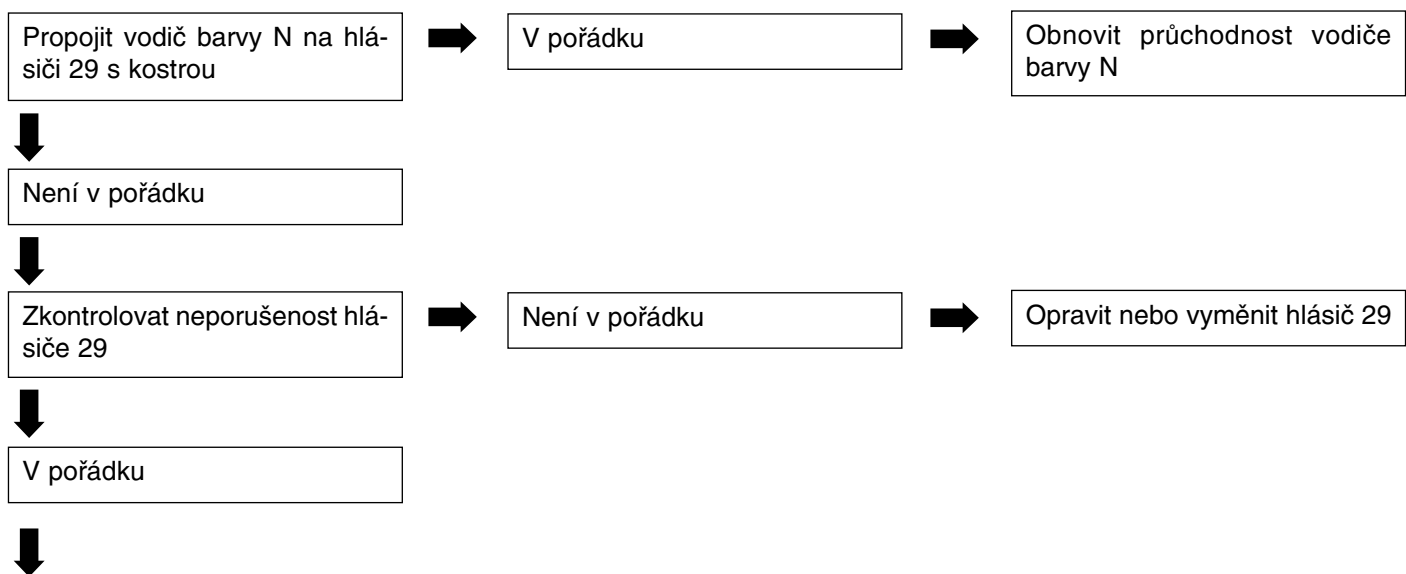 Propojit vodič barvy N na hlá-
siči 29 s kostrou
V pořádku
Obnovit průchodnost vodiče
barvy N
Není v pořádku
Zkontrolovat neporušenost hlá-
siče 29
Není v pořádku
Opravit nebo vyměnit hlásič 29
V pořádku